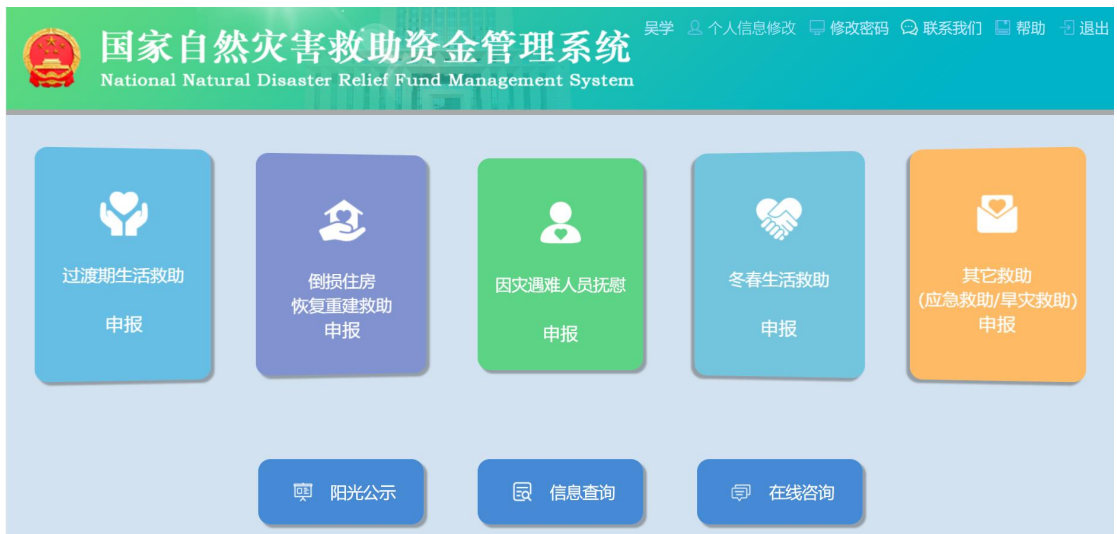 国家自然灾害救助资金管理系统
National Natural Disaster Relief Fund Management System
吴学 个人信息修改 修改密码 联系我们 帮助 退出
过渡期生活救助
申报
倒损住房
恢复重建救助
申报
因灾遇难人员抚慰
申报
冬春生活救助
申报
其它救助
(应急救助/旱灾救助)
申报
阳光公示
信息查询
在线咨询